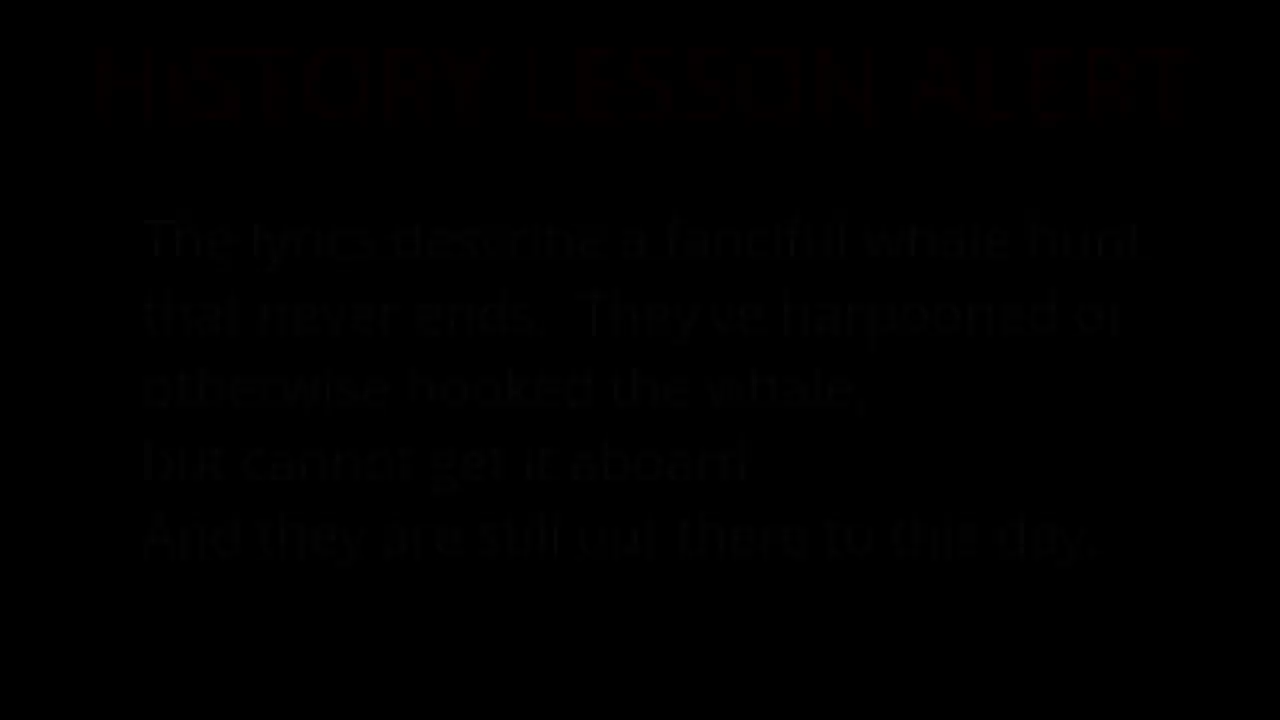 HISTORY LESSON ALERT
The lyrics describe a fanciful whale hunt
that never ends. They've harpooned or
otherwise hooked the whale,
but cannot get it aboard
And they are still out there to this day.